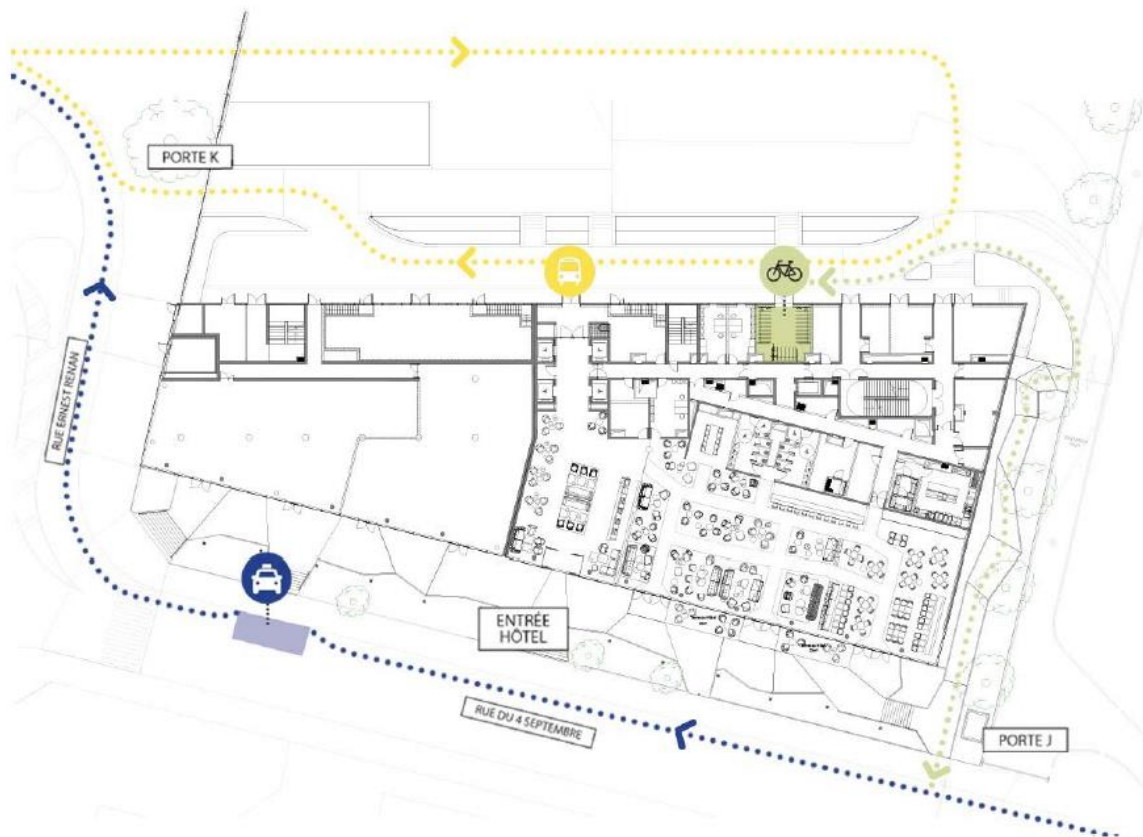 PORTE K
RUE ERNEST RENAN
ENTRÉE
HÔTEL
RUE DU 4 SEPTEMBRE
PORTE J